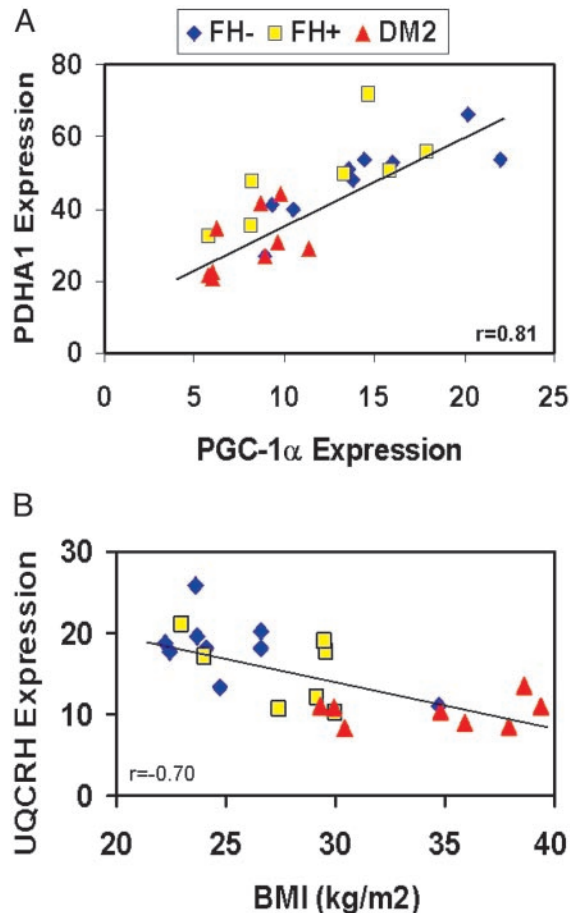 A
FH- FH+ DM2
PDHA1 Expression
80
60
40
20
0
r=0.81
0 5 10 15 20 25
PGC-1α Expression
B
UQCRH Expression
30
20
10
0
r=-0.70
20 25 30 35 40
BMI (kg/m2)